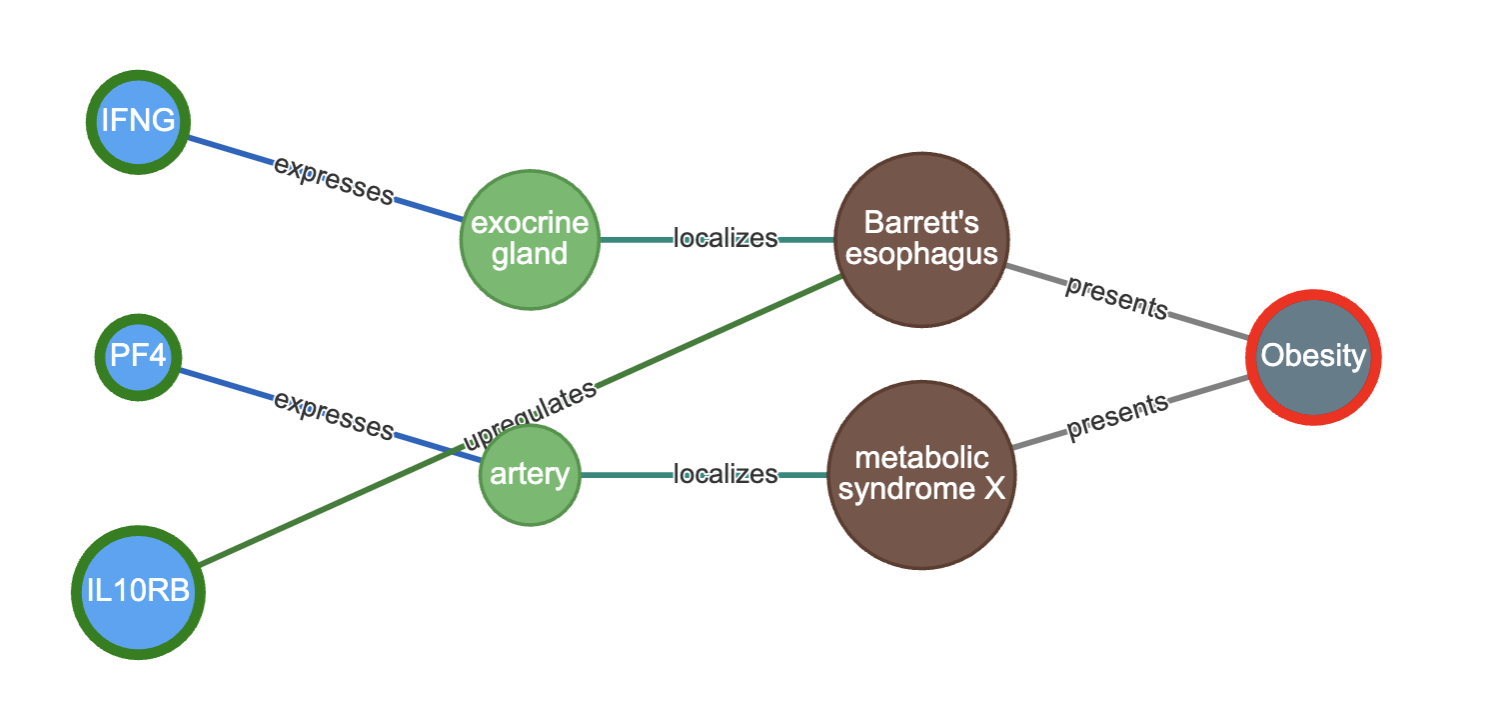 IFNG
expresses
exocrine
gland
localizes
Barrett's
esophagus
presents
Obesity
PF4
expresses
upregulates
artery
localizes
metabolic
syndrome X
presents
IL10RB